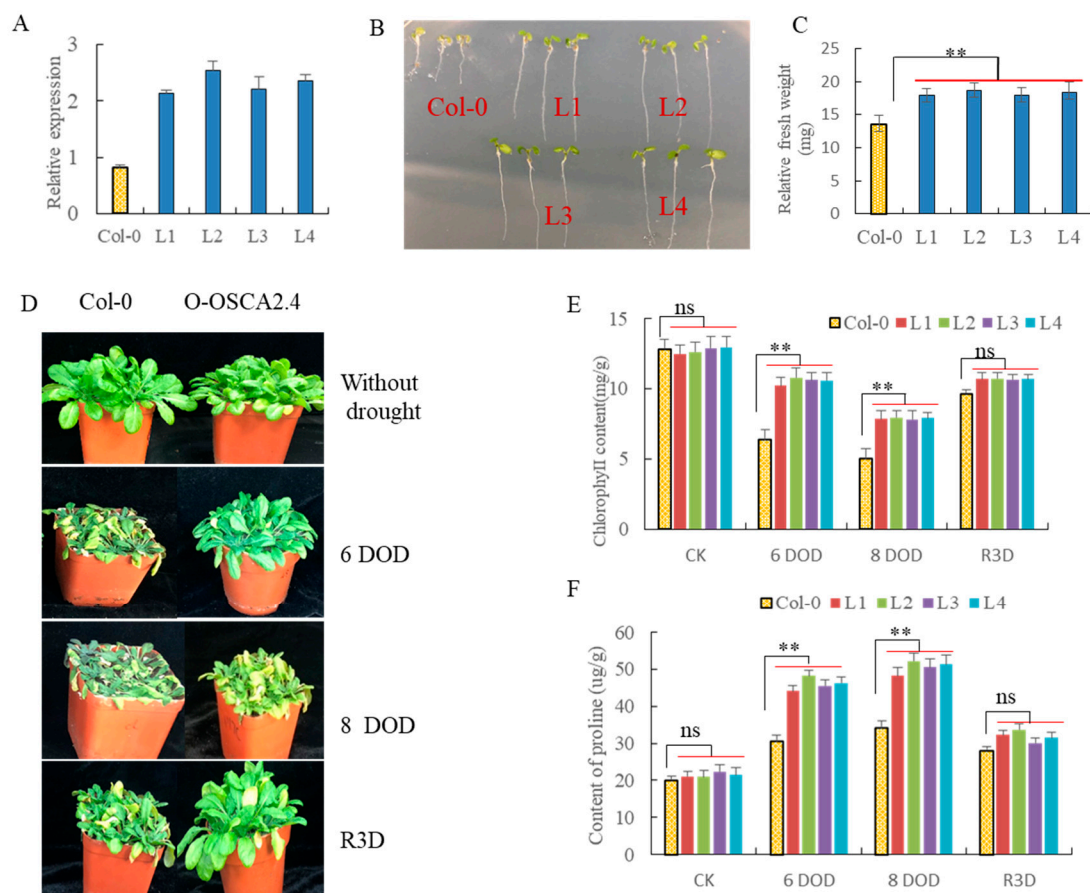 A
Relative expression
3
2
1
0
Col-0 L1 L2 L3 L4
B
Col-0 L1 L2
L3 L4
C
**
Relative fresh weight
(mg)
25
20
15
10
5
0
Col-0 L1 L2 L3 L4
D
Col-0 O-OSCA2.4
Without
drought
6 DOD
8 DOD
R3D
E
Col-0 L1 L2 L3 L4
ns
**
**
ns
Chlorophyll content(mg/g)
15
10
5
0
CK 6 DOD 8 DOD R3D
F
Col-0 L1 L2 L3 L4
ns
**
**
ns
Content of proline (ug/g)
60
50
40
30
20
10
0
CK 6 DOD 8 DOD R3D